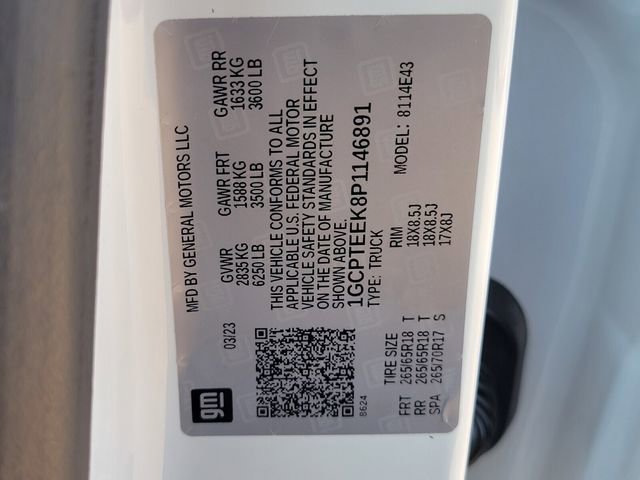 gm
MFD BY GENERAL MOTORS LLC
03/23
GVWR GAWR FRT GAWR RR
2835 KG 1588 KG 1633 KG
6250 LB 3500 LB 3600 LB
THIS VEHICLE CONFORMS TO ALL
APPLICABLE U.S. FEDERAL MOTOR
VEHICLE SAFETY STANDARDS IN EFFECT
ON THE DATE OF MANUFACTURE
SHOWN ABOVE.
1GCPTEEK8P1146891
8624
TYPE: TRUCK MODEL: 8114E43
TIRE SIZE RIM
FRT 265/65R18 T 18X8.5J
RR 265/65R18 T 18X8.5J
SPA 265/70R17 S 17X8J